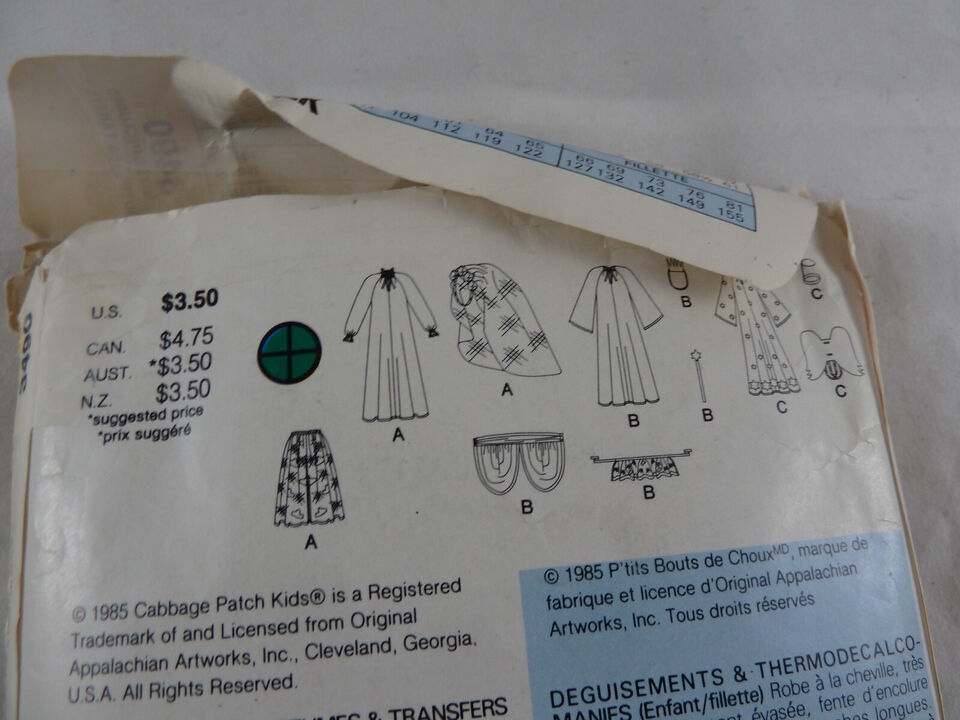 104 112 119 122 127 132 142 149 155
64 65 66 69 73 76 81
FILLETTE
U.S. $3.50
CAN. $4.75
AUST. *$3.50
N.Z. $3.50
*suggested price
*prix suggéré
A
A
B
B
B
C
C
C
A
B
B
© 1985 Cabbage Patch Kids® is a Registered
Trademark of and Licensed from Original
Appalachian Artworks, Inc., Cleveland, Georgia,
U.S.A. All Rights Reserved.
& TRANSFERS
© 1985 P'tits Bouts de Choux MD, marque de
fabrique et licence d'Original Appalachian
Artworks, Inc. Tous droits réservés
DEGUISEMENTS & THERMODECALCO-
MANIES (Enfant/fillette) Robe à la cheville, très
évasée, fente d'encolure
longues.